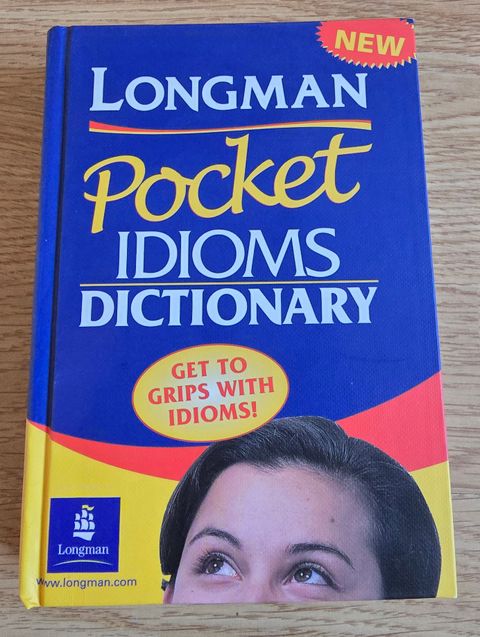 NEW
LONGMAN
Pocket
IDIOMS
DICTIONARY
GET TO
GRIPS WITH
IDIOMS!
Longman
www.longman.com